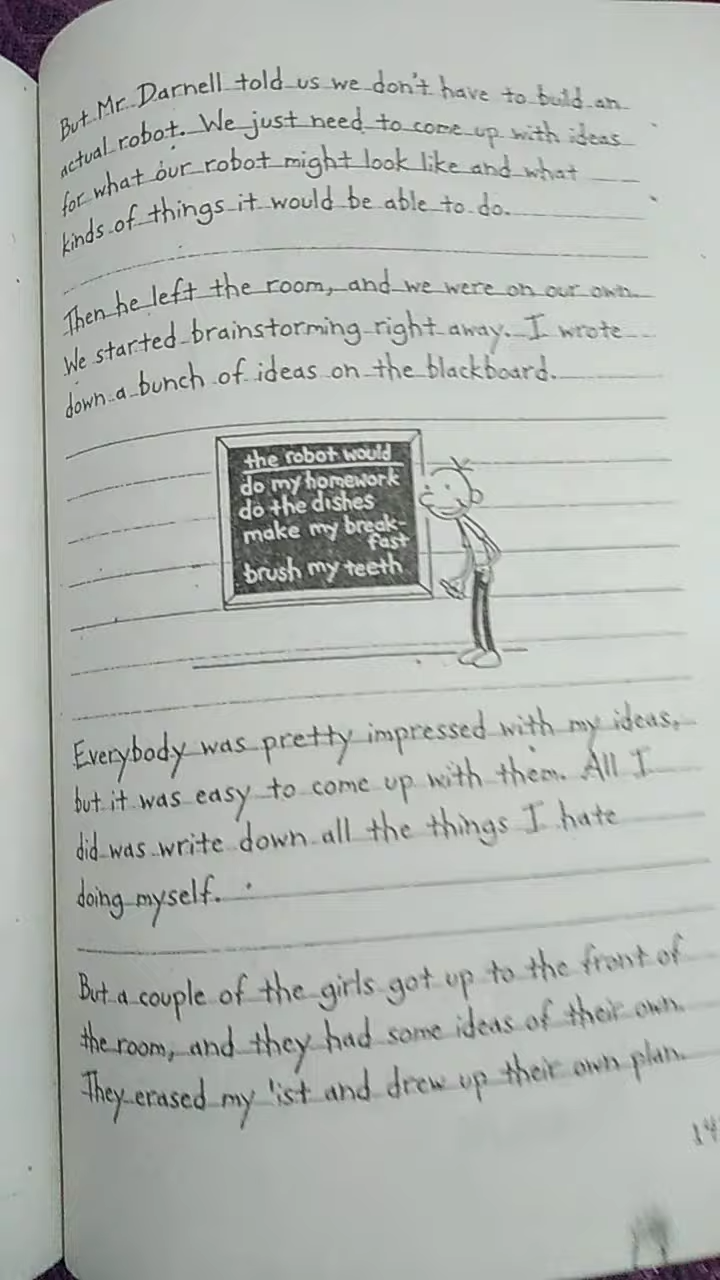 But Mr. Darnell told us we don't have to build an
actual robot. We just need to come up with ideas
for what our robot might look like and what
kinds of things it would be able to do.
Then he left the room, and we were on our own.
We started brainstorming right away. I wrote
down a bunch of ideas on the blackboard.
the robot would
do my homework
do the dishes
make my break-
fast
brush my teeth
Everybody was pretty impressed with my ideas,
but it was easy to come up with them. All I
did was write down all the things I hate
doing myself.
But a couple of the girls got up to the front of
the room, and they had some ideas of their own.
They erased my list and drew up their own plan.